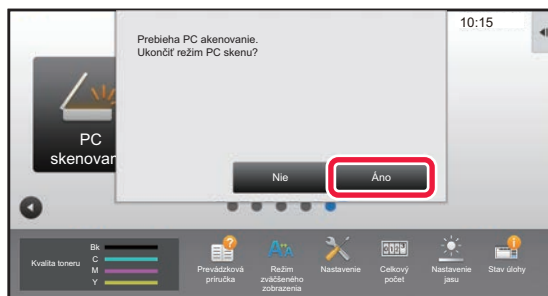 10:15
Prebieha PC akenovanie.
Ukončiť režim PC skenu?
PC
skenovan
Nie
Áno
Kvalita toneru
Bk
C
M
Y
Prevádzková
príručka
Režim
zväčšeného
zobrazenia
Nastavenie
Celkový
počet
Nastavenie
jasu
Stav úlohy